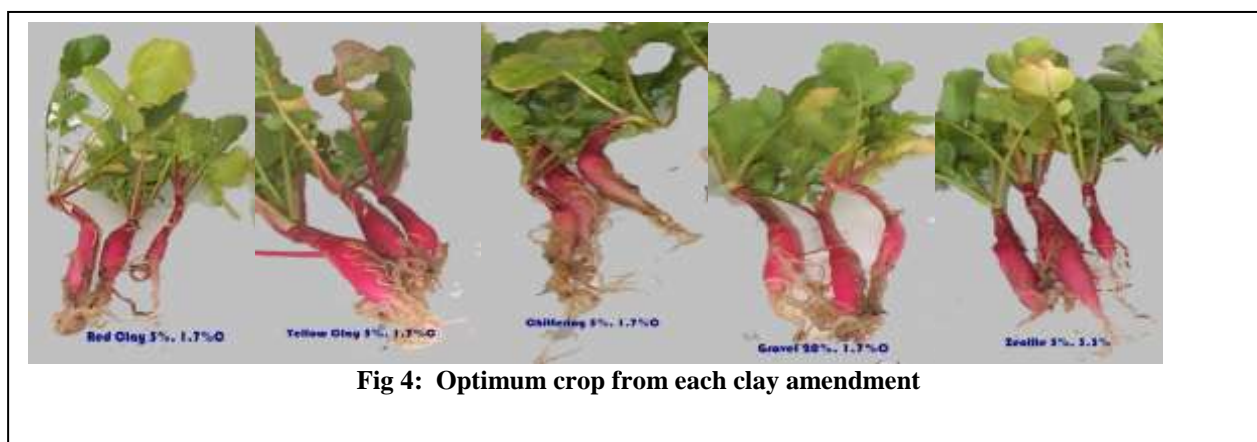 Red Clay 5%. 1.7%O
Yellow Clay 5%. 1.7%O
Chittering 5%. 1.7%O
Gravel 20%. 1.7%O
Zeolite 5%. 3.3%
Fig 4: Optimum crop from each clay amendment